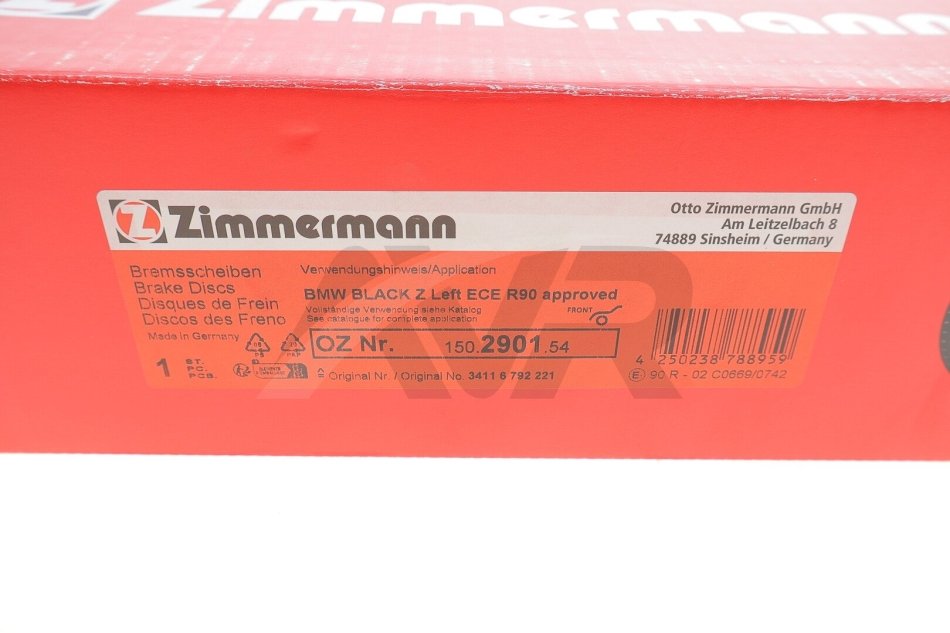 Zimmermann
Z Zimmermann
Otto Zimmermann GmbH
Am Leitzelbach 8
74889 Sinsheim / Germany
Bremsscheiben
Brake Discs
Disques de Frein
Discos des Freno
Made in Germany
1 ST.
PC.
PCS.
Verwendungshinweis/Application
BMW BLACK Z Left ECE R90 approved
Vollständige Verwendung siehe Katalog
See catalogue for complete application
FRONT
OZ Nr. 150.2901.54
Original Nr. / Original No. 3411 6 792 221
4 250238 788959
E1 90 R - 02 C0669/0742
AVR